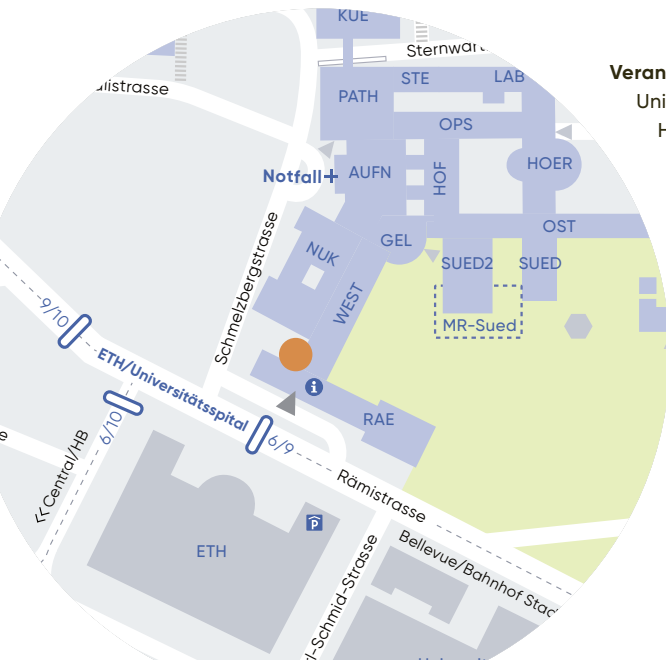 KUE
Sternwart
STE
LAB
PATH
OPS
Veran
Uni
H
listrasse
Notfall
AUFN
HOF
HOER
OST
GEL
NUK
SUED2
SUED
WEST
MR-Sued
Schmelzbergstrasse
9/10
ETH/Universitätsspital
6/10
6/9
i
RAE
<<Central/HB
e
Rämistrasse
P
ETH
Bellevue/Bahnhof Stad
l-Schmid-Strasse